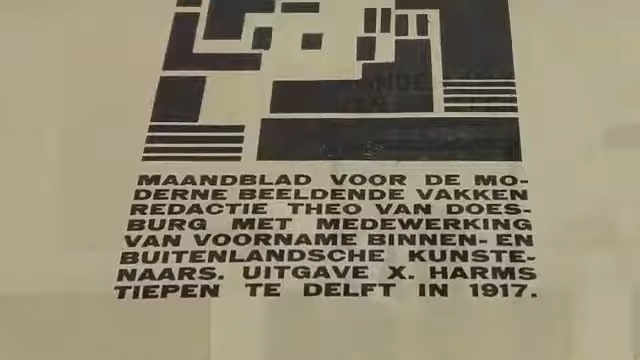 MAANDBLAD VOOR DE MO-
DERNE BEELDENDE VAKKEN
REDACTIE THEO VAN DOES-
BURG MET MEDEWERKING
VAN VOORNAME BINNEN- EN
BUITENLANDSCHE KUNSTE-
NAARS. UITGAVE X. HARMS
TIEPEN TE DELFT IN 1917.